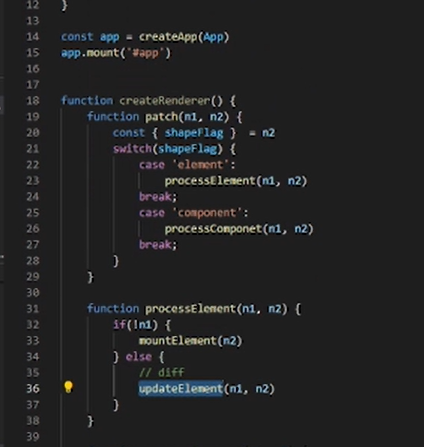 12 }
13
14 const app = createApp(App)
15 app.mount('#app')
16
17
18 function createRenderer() {
19 function patch(n1, n2) {
20 const { shapeFlag } = n2
21 switch(shapeFlag) {
22 case 'element':
23 processElement(n1, n2)
24 break;
25 case 'component':
26 processComponet(n1, n2)
27 break;
28 }
29 }
30
31 function processElement(n1, n2) {
32 if(!n1) {
33 mountElement(n2)
34 } else {
35 // diff
36 updateElement(n1, n2)
37 }
38 }
39